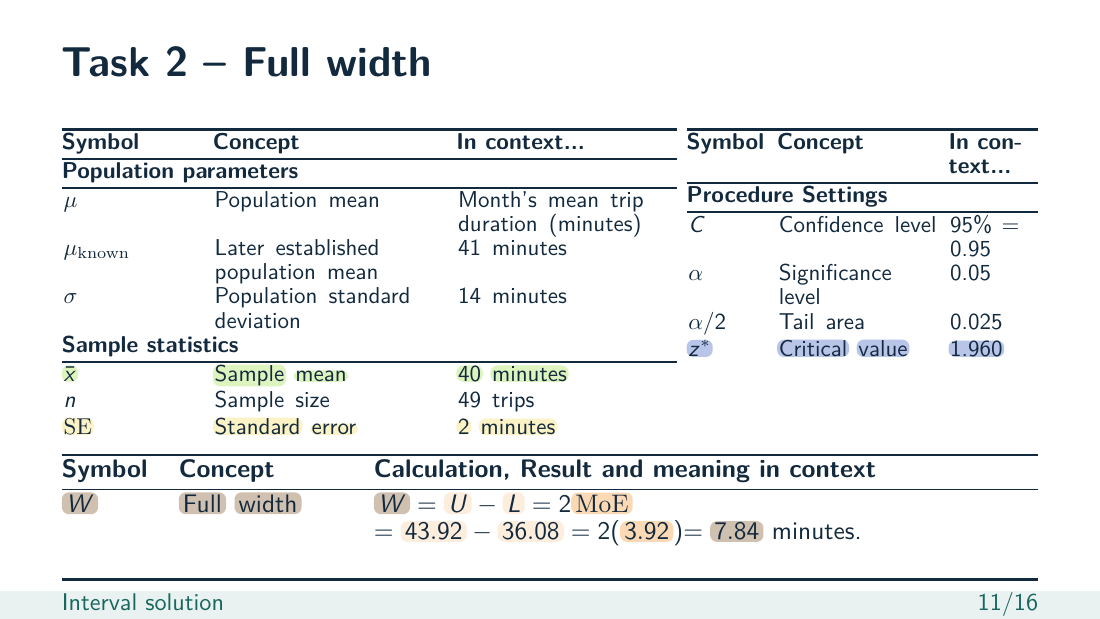 Task 2 – Full width
Symbol Concept In context...
Population parameters
μ Population mean Month's mean trip
duration (minutes)
μknown Later established 41 minutes
population mean
σ Population standard 14 minutes
deviation
Sample statistics
x̄ Sample mean 40 minutes
n Sample size 49 trips
SE Standard error 2 minutes
Symbol Concept In con-
text...
Procedure Settings
C Confidence level 95% =
0.95
α Significance 0.05
level
α/2 Tail area 0.025
z* Critical value 1.960
Symbol Concept Calculation, Result and meaning in context
W Full width W = U − L = 2MoE
= 43.92 − 36.08 = 2(3.92)= 7.84 minutes.
Interval solution 11/16